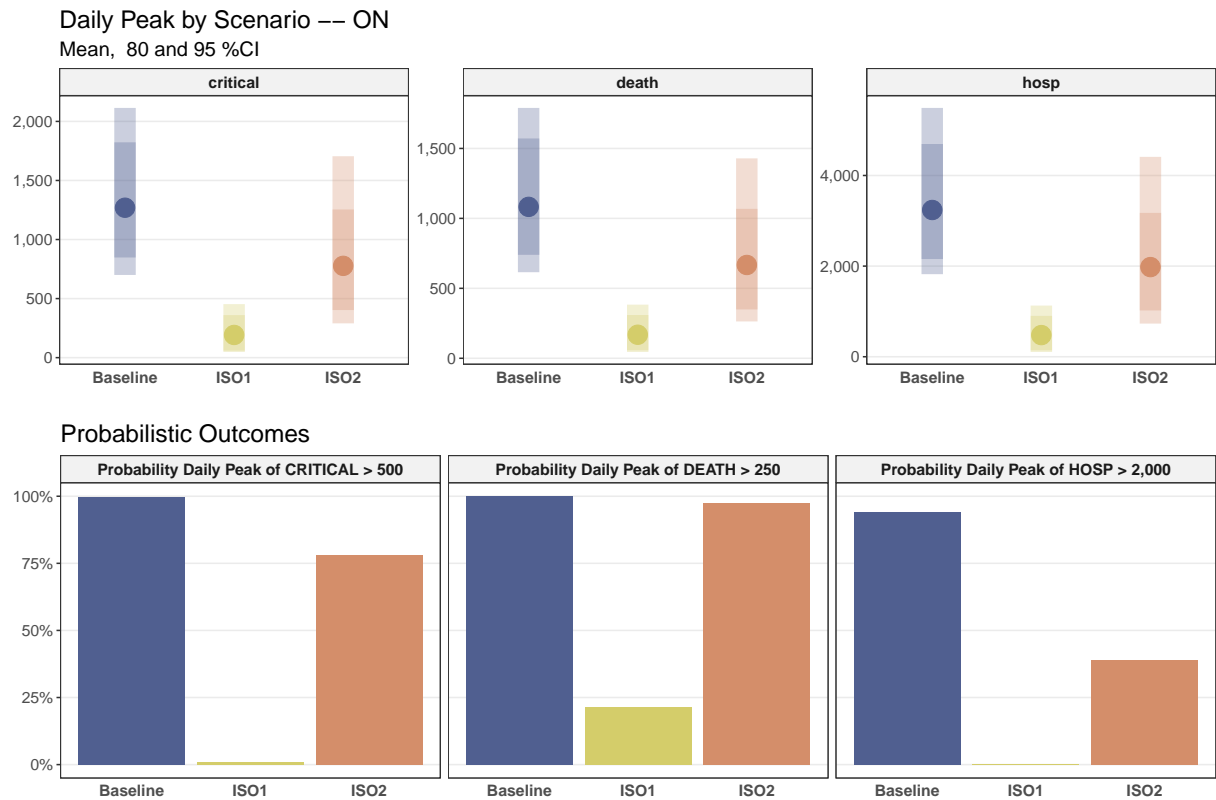 Daily Peak by Scenario −− ON
Mean,  80 and 95 %CI
critical
death
hosp
2,000
1,500
1,000
500
0
1,500
1,000
500
0
4,000
2,000
0
Baseline ISO1 ISO2
Baseline ISO1 ISO2
Baseline ISO1 ISO2
Probabilistic Outcomes
Probability Daily Peak of CRITICAL > 500
Probability Daily Peak of DEATH > 250
Probability Daily Peak of HOSP > 2,000
100%
75%
50%
25%
0%
Baseline ISO1 ISO2
Baseline ISO1 ISO2
Baseline ISO1 ISO2